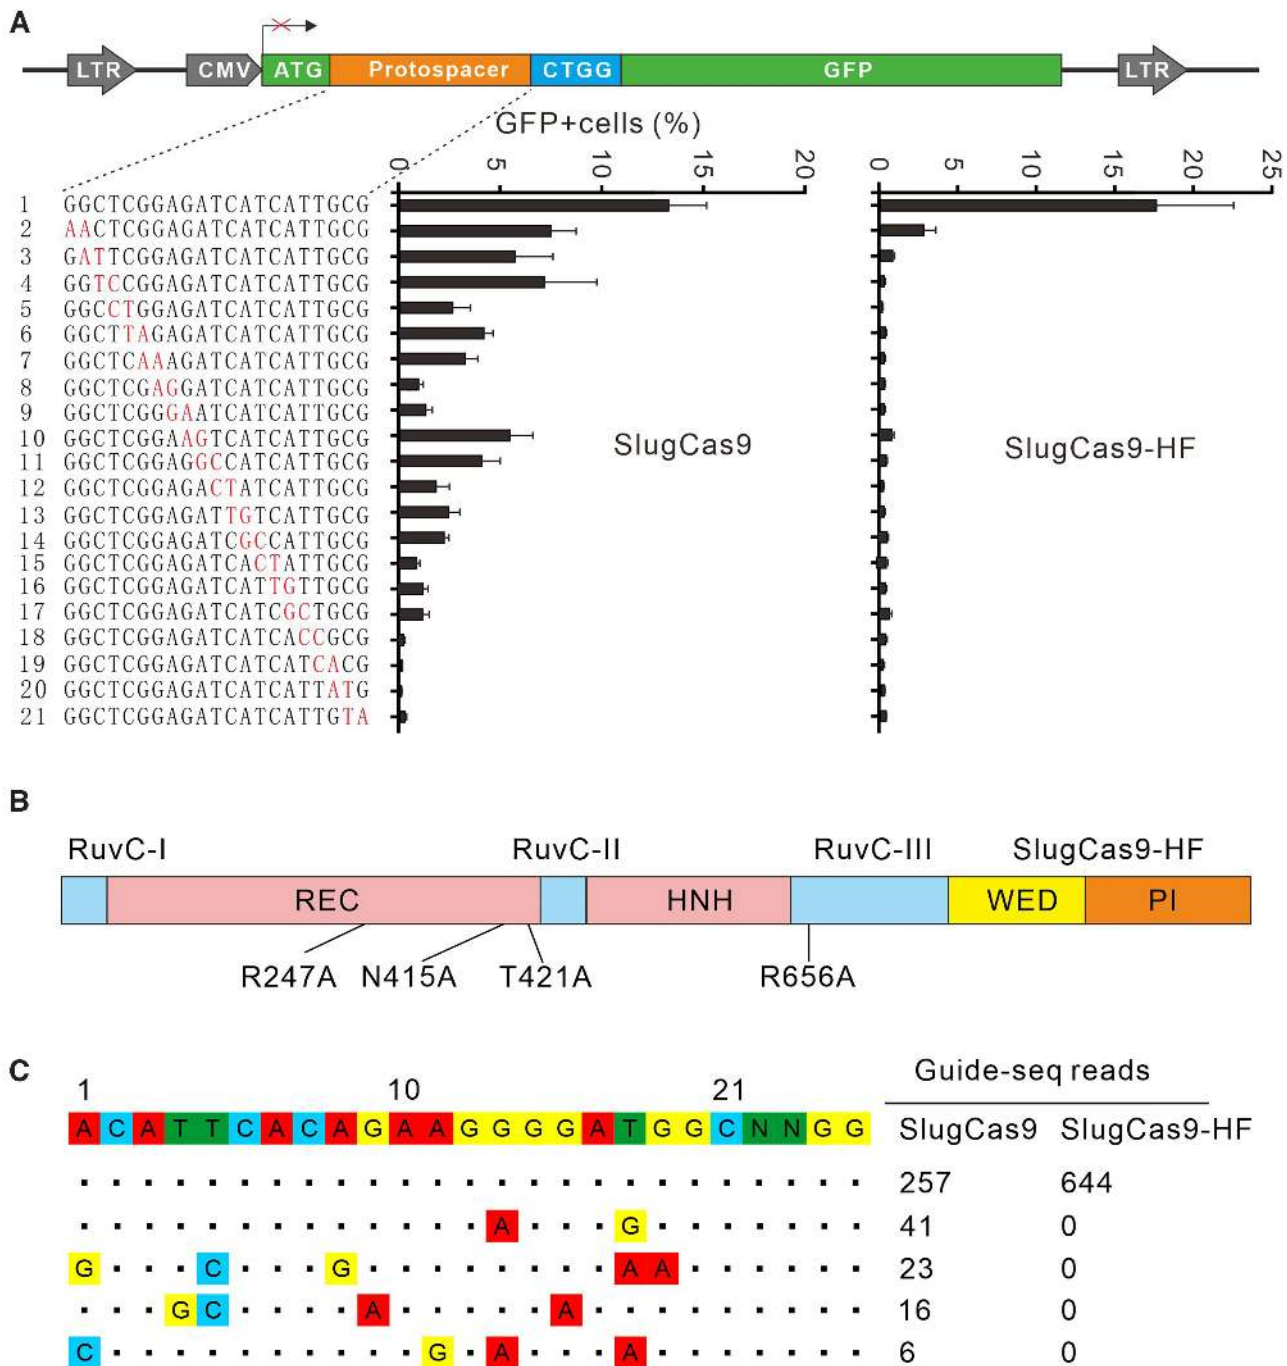 A
LTR CMV ATG Protospacer CTGG GFP LTR
GFP+cells (%)
0 5 10 15 20 0 5 10 15 20 25
1 GGCTCGGAGATCATCATTGCG
2 AACTCGGAGATCATCATTGCG
3 GATTCGGAGATCATCATTGCG
4 GGTCCGGAGATCATCATTGCG
5 GGCCTGGAGATCATCATTGCG
6 GGCTTAGAGATCATCATTGCG
7 GGCTCAAAGATCATCATTGCG
8 GGCTCGAGGATCATCATTGCG
9 GGCTCGGGAATCATCATTGCG
10 GGCTCGGAAGTCATCATTGCG
SlugCas9 SlugCas9-HF
11 GGCTCGGAGGCCATCATTGCG
12 GGCTCGGAGACTATCATTGCG
13 GGCTCGGAGATTGTCATTGCG
14 GGCTCGGAGATCGCCATTGCG
15 GGCTCGGAGATCACTATTGCG
16 GGCTCGGAGATCATTGTTGCG
17 GGCTCGGAGATCATCGCTGCG
18 GGCTCGGAGATCATCACCGCG
19 GGCTCGGAGATCATCATCACG
20 GGCTCGGAGATCATCATTATG
21 GGCTCGGAGATCATCATTGTA
B
RuvC-I RuvC-II RuvC-III SlugCas9-HF
REC HNH WED PI
R247A N415A T421A R656A
C
Guide-seq reads
1 10 21
A C A T T C A C A G A A G G G G A T G G C N N G G SlugCas9 SlugCas9-HF
. . . . . . . . . . . . . . . . . . . . . . . . . 257 644
. . . . . . . . . . . . . A . . . G . . . . . . . 41 0
G . . . C . . . G . . . . . . . . A A . . . . . . 23 0
. . . G C . . . . A . . . . . A . . . . . . . . . 16 0
C . . . . . . . . . . G . A . . . A . . . . . . . 6 0